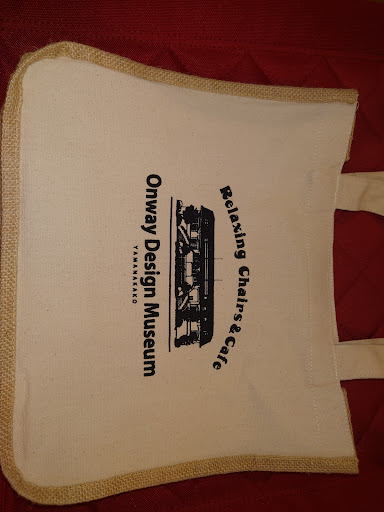 Relaxing Chairs & Cafe
Onway Design Museum
YAMANAKAKO